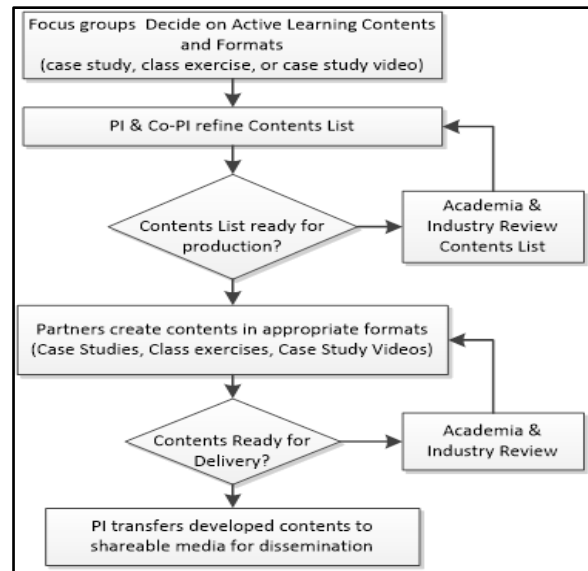 Focus groups Decide on Active Learning Contents
and Formats
(case study, class exercise, or case study video)
PI & Co-PI refine Contents List
Contents List ready for
production?
Academia &
Industry Review
Contents List
Partners create contents in appropriate formats
(Case Studies, Class exercises, Case Study Videos)
Contents Ready for
Delivery?
Academia &
Industry Review
PI transfers developed contents to
shareable media for dissemination